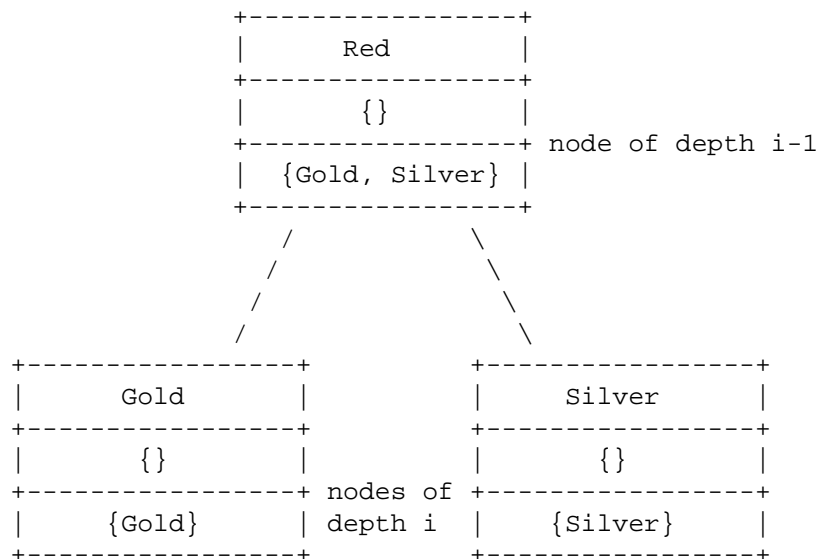 Red
{}
node of depth i-1
{Gold, Silver}
Gold
Silver
{}
{}
nodes of
{Gold}
depth i
{Silver}